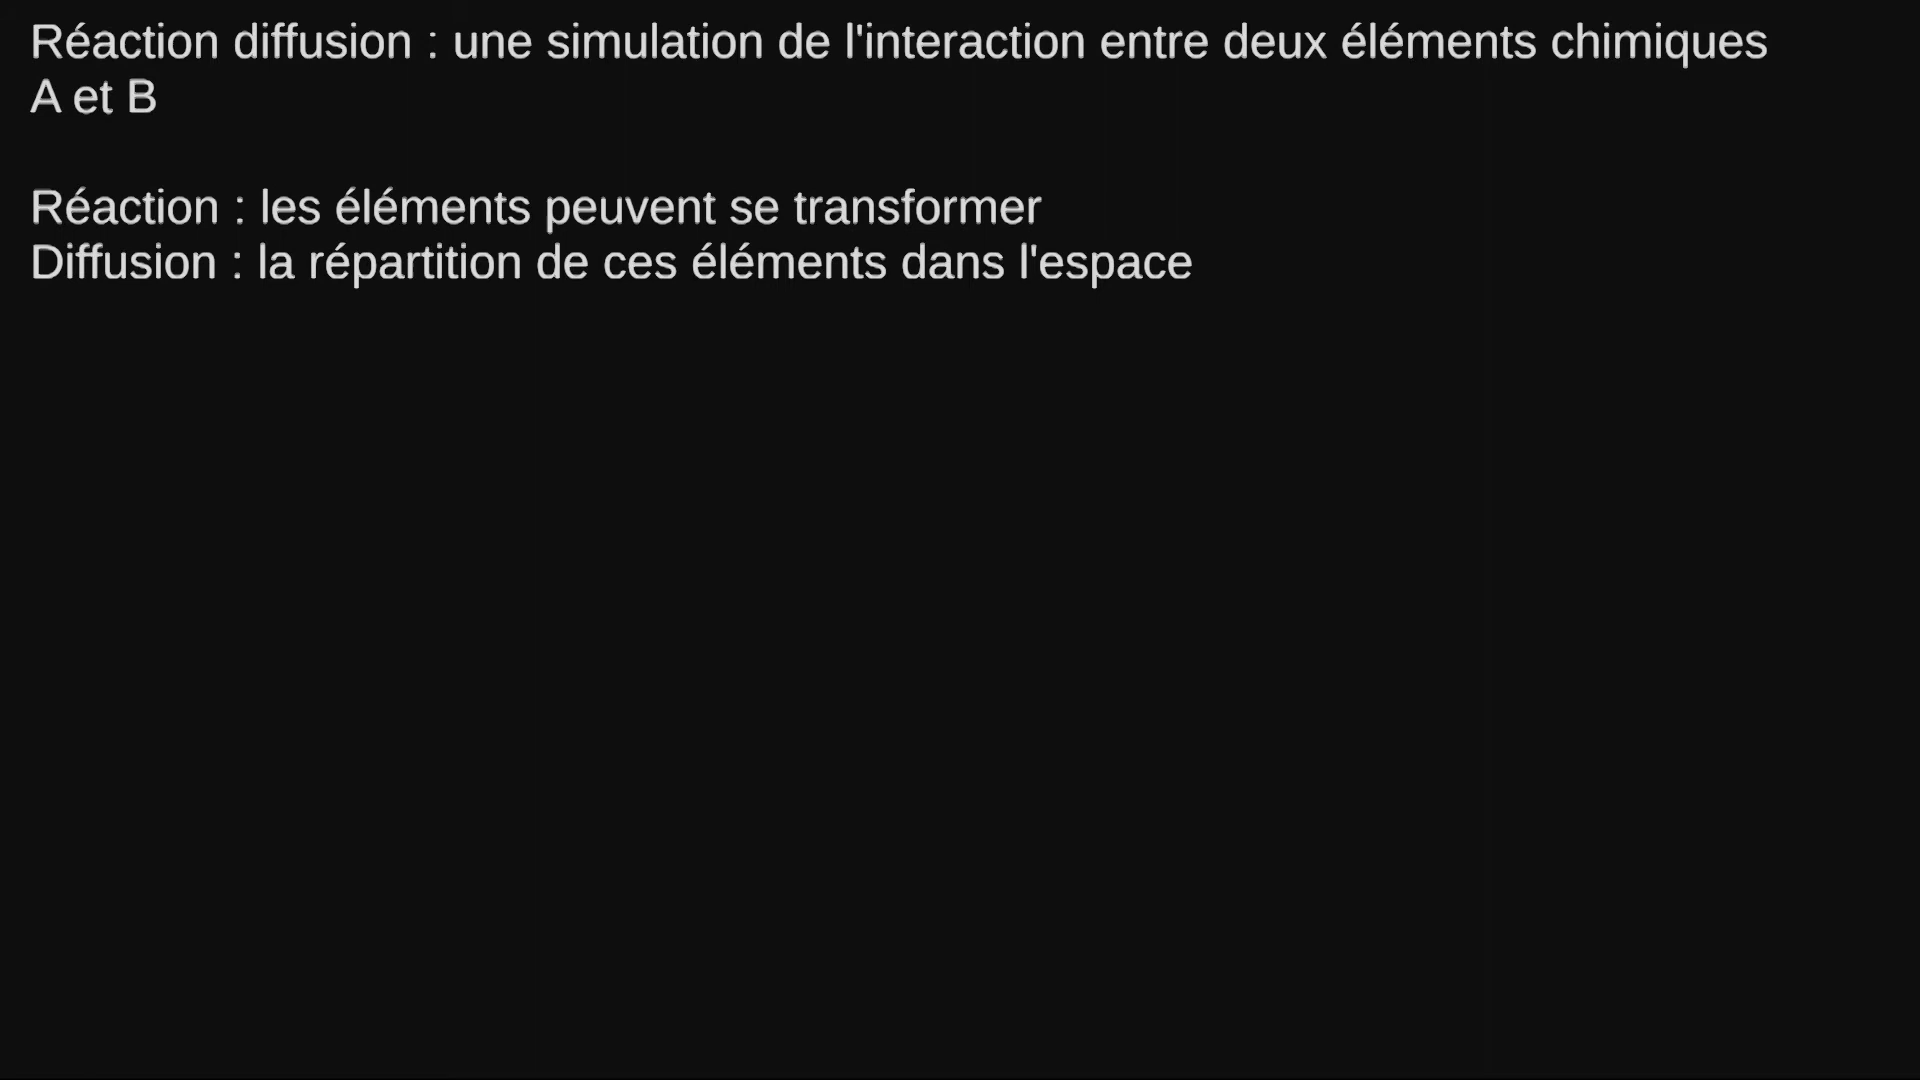 Réaction diffusion : une simulation de l'interaction entre deux éléments chimiques
A et B
Réaction : les éléments peuvent se transformer
Diffusion : la répartition de ces éléments dans l'espace